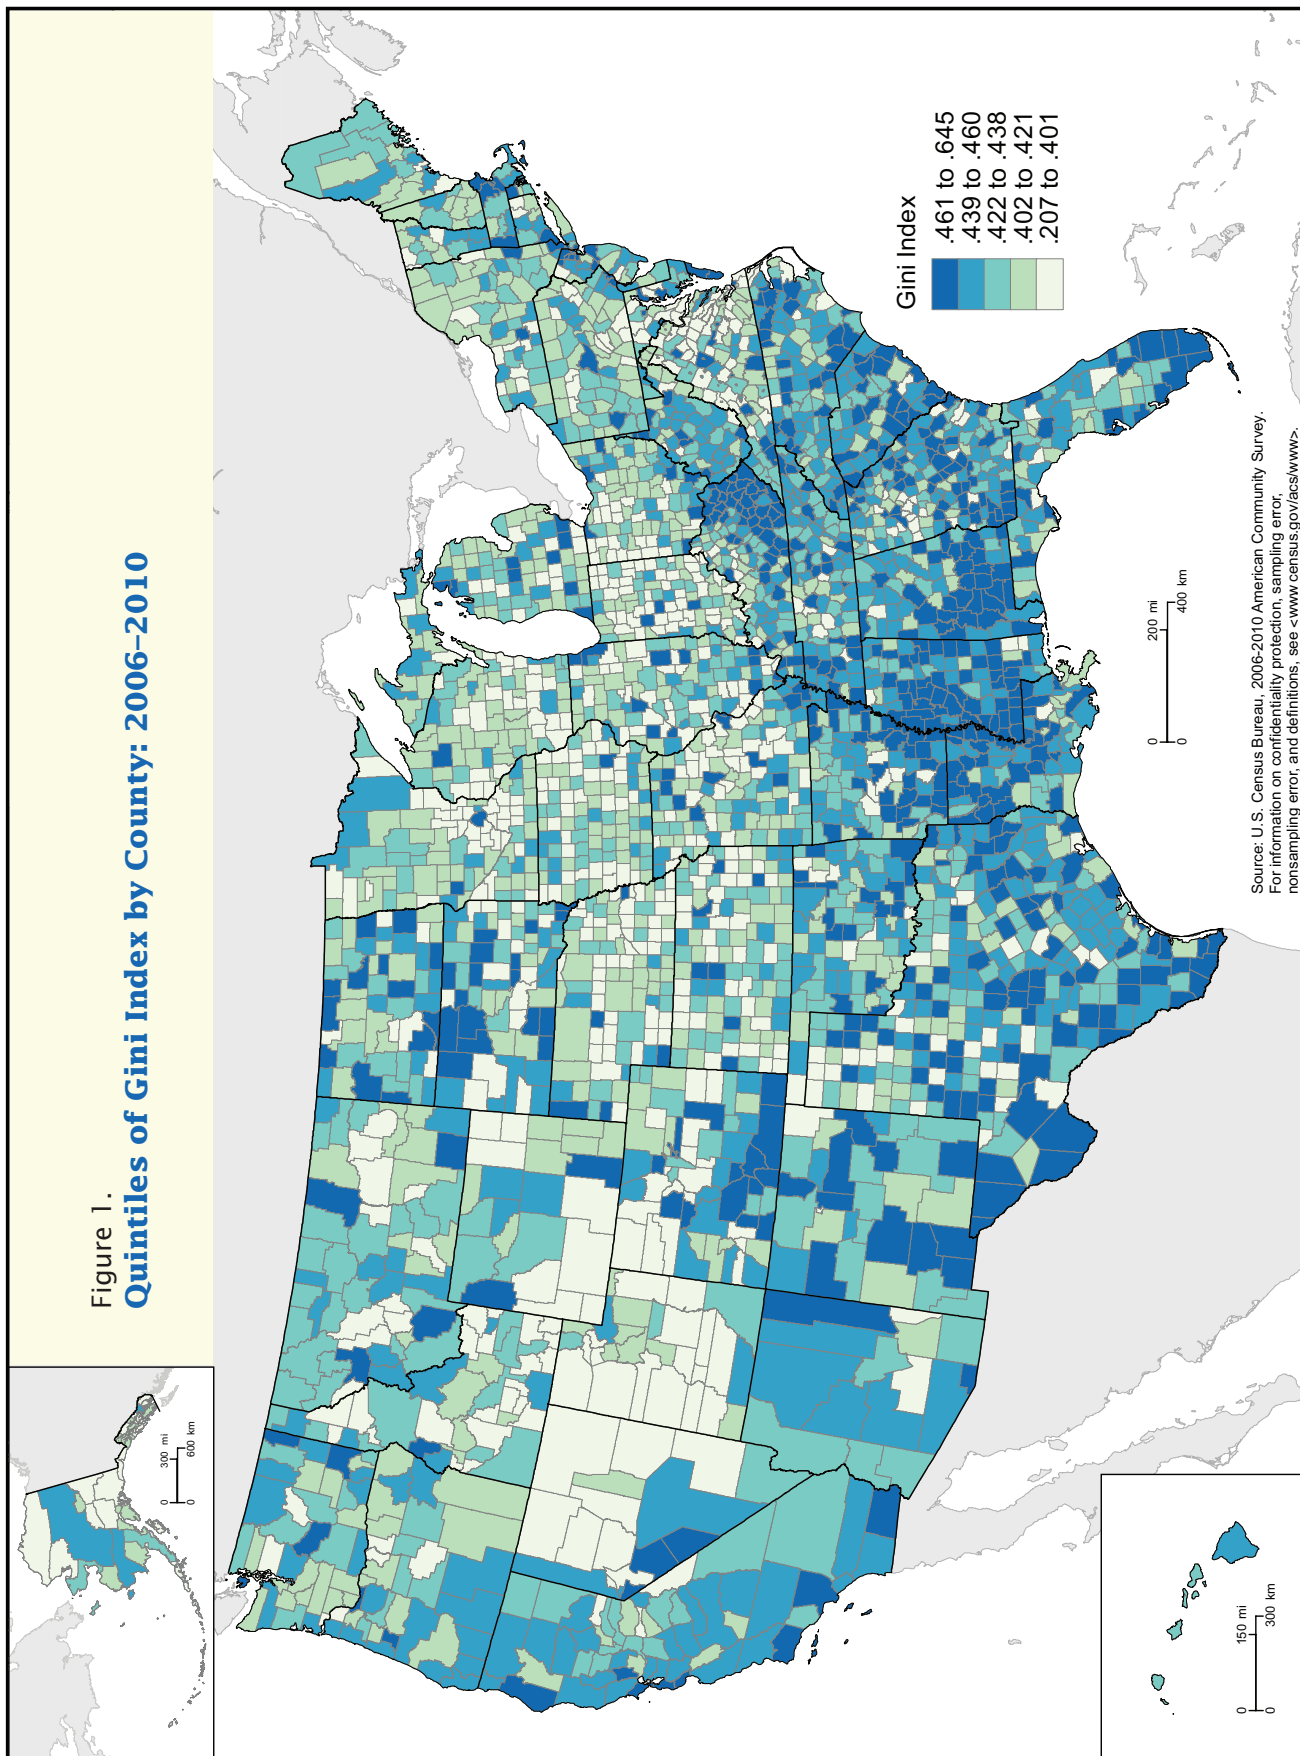 Figure 1.
Quintiles of Gini Index by County: 2006–2010
0 300 mi
0 600 km
Gini Index
.461 to .645
.439 to .460
.422 to .438
.402 to .421
.207 to .401
0 200 mi
0 400 km
0 150 mi
0 300 km
Source: U.S. Census Bureau, 2006-2010 American Community Survey.
For information on confidentiality protection, sampling error,
nonsampling error, and definitions, see <www census.gov/acs/www>.